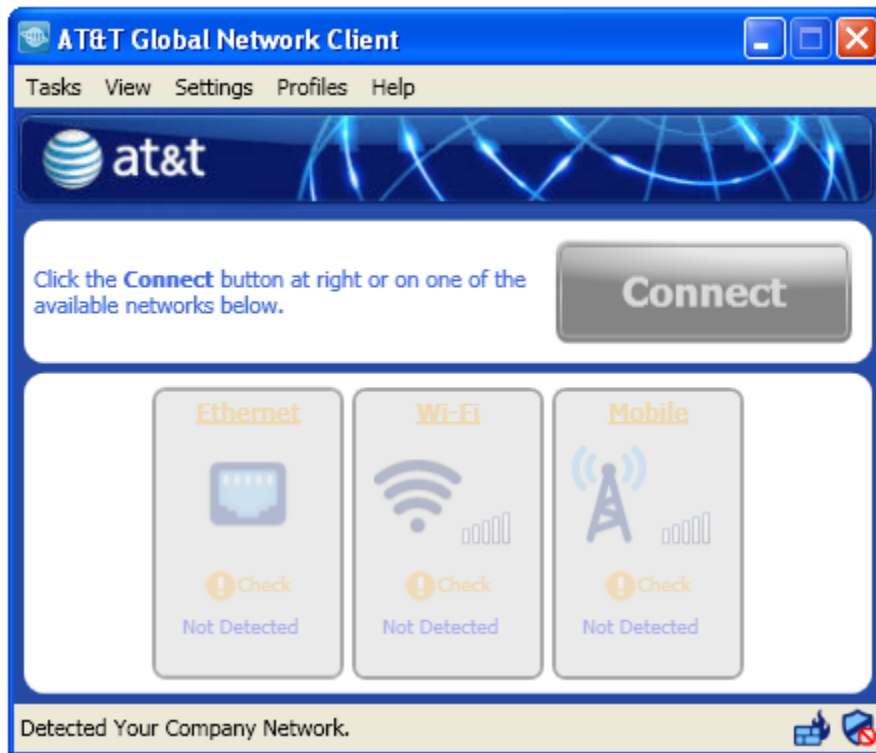 AT&T Global Network Client
Tasks View Settings Profiles Help
at&t
Click the Connect button at right or on one of the
available networks below.
Connect
Ethernet
Wi-Fi
Mobile
Check
Check
Check
Not Detected
Not Detected
Not Detected
Detected Your Company Network.